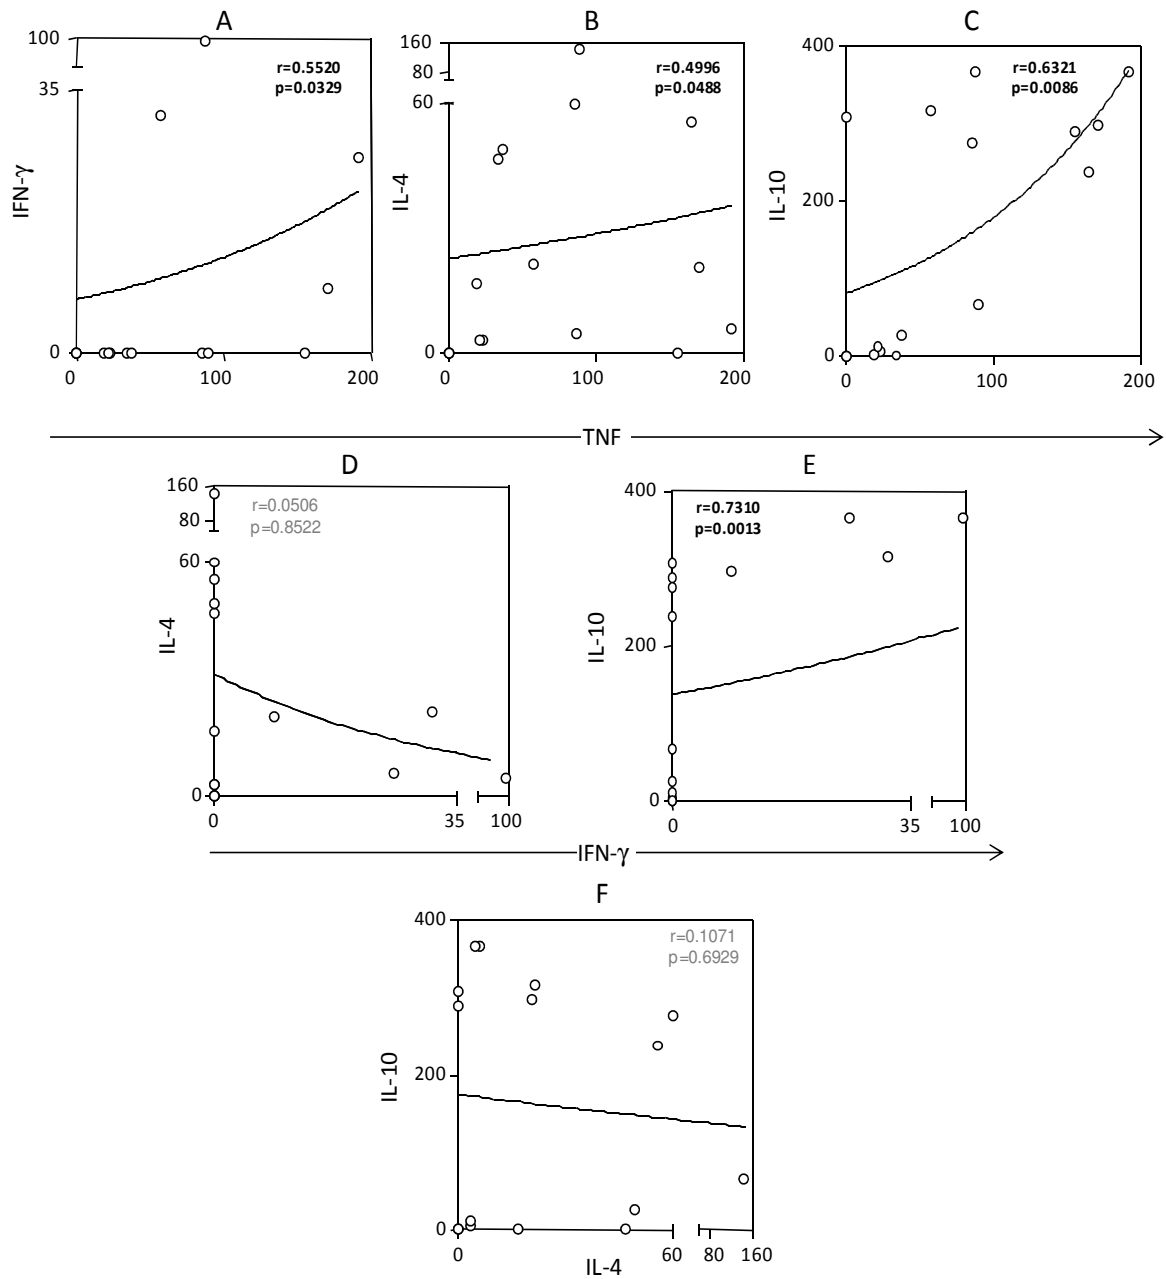 A
B
C
100
35
0
IFN-γ
r=0.5520
p=0.0329
0
100
200
160
80
60
0
IL-4
r=0.4996
p=0.0488
0
100
200
400
200
0
IL-10
r=0.6321
p=0.0086
0
100
200
TNF
D
E
160
80
60
0
IL-4
r=0.0506
p=0.8522
0
35
100
400
200
0
IL-10
r=0.7310
p=0.0013
0
35
100
IFN-γ
F
400
200
0
IL-10
r=0.1071
p=0.6929
0
60
80
160
IL-4